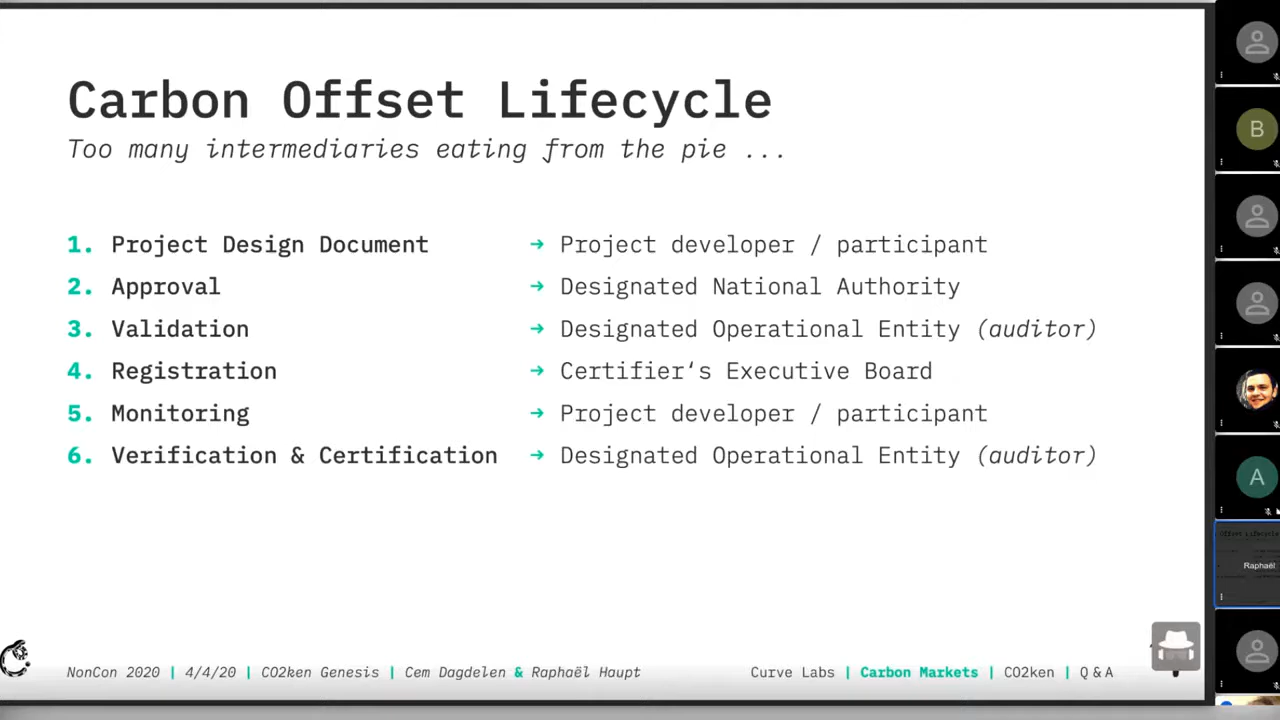 Carbon Offset Lifecycle
Too many intermediaries eating from the pie ...
1. Project Design Document → Project developer / participant
2. Approval → Designated National Authority
3. Validation → Designated Operational Entity (auditor)
4. Registration → Certifier‘s Executive Board
5. Monitoring → Project developer / participant
6. Verification & Certification → Designated Operational Entity (auditor)
NonCon 2020 | 4/4/20 | CO2ken Genesis | Cem Dagdelen & Raphaël Haupt
Curve Labs | Carbon Markets | CO2ken | Q & A
B
A
Raphaël